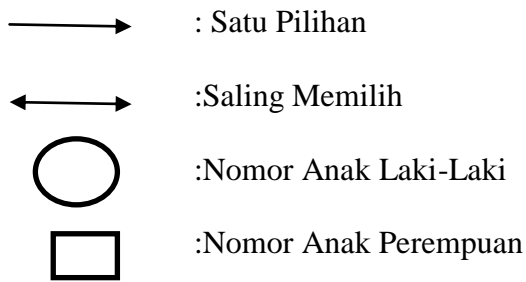 : Satu Pilihan
:Saling Memilih
:Nomor Anak Laki-Laki
:Nomor Anak Perempuan